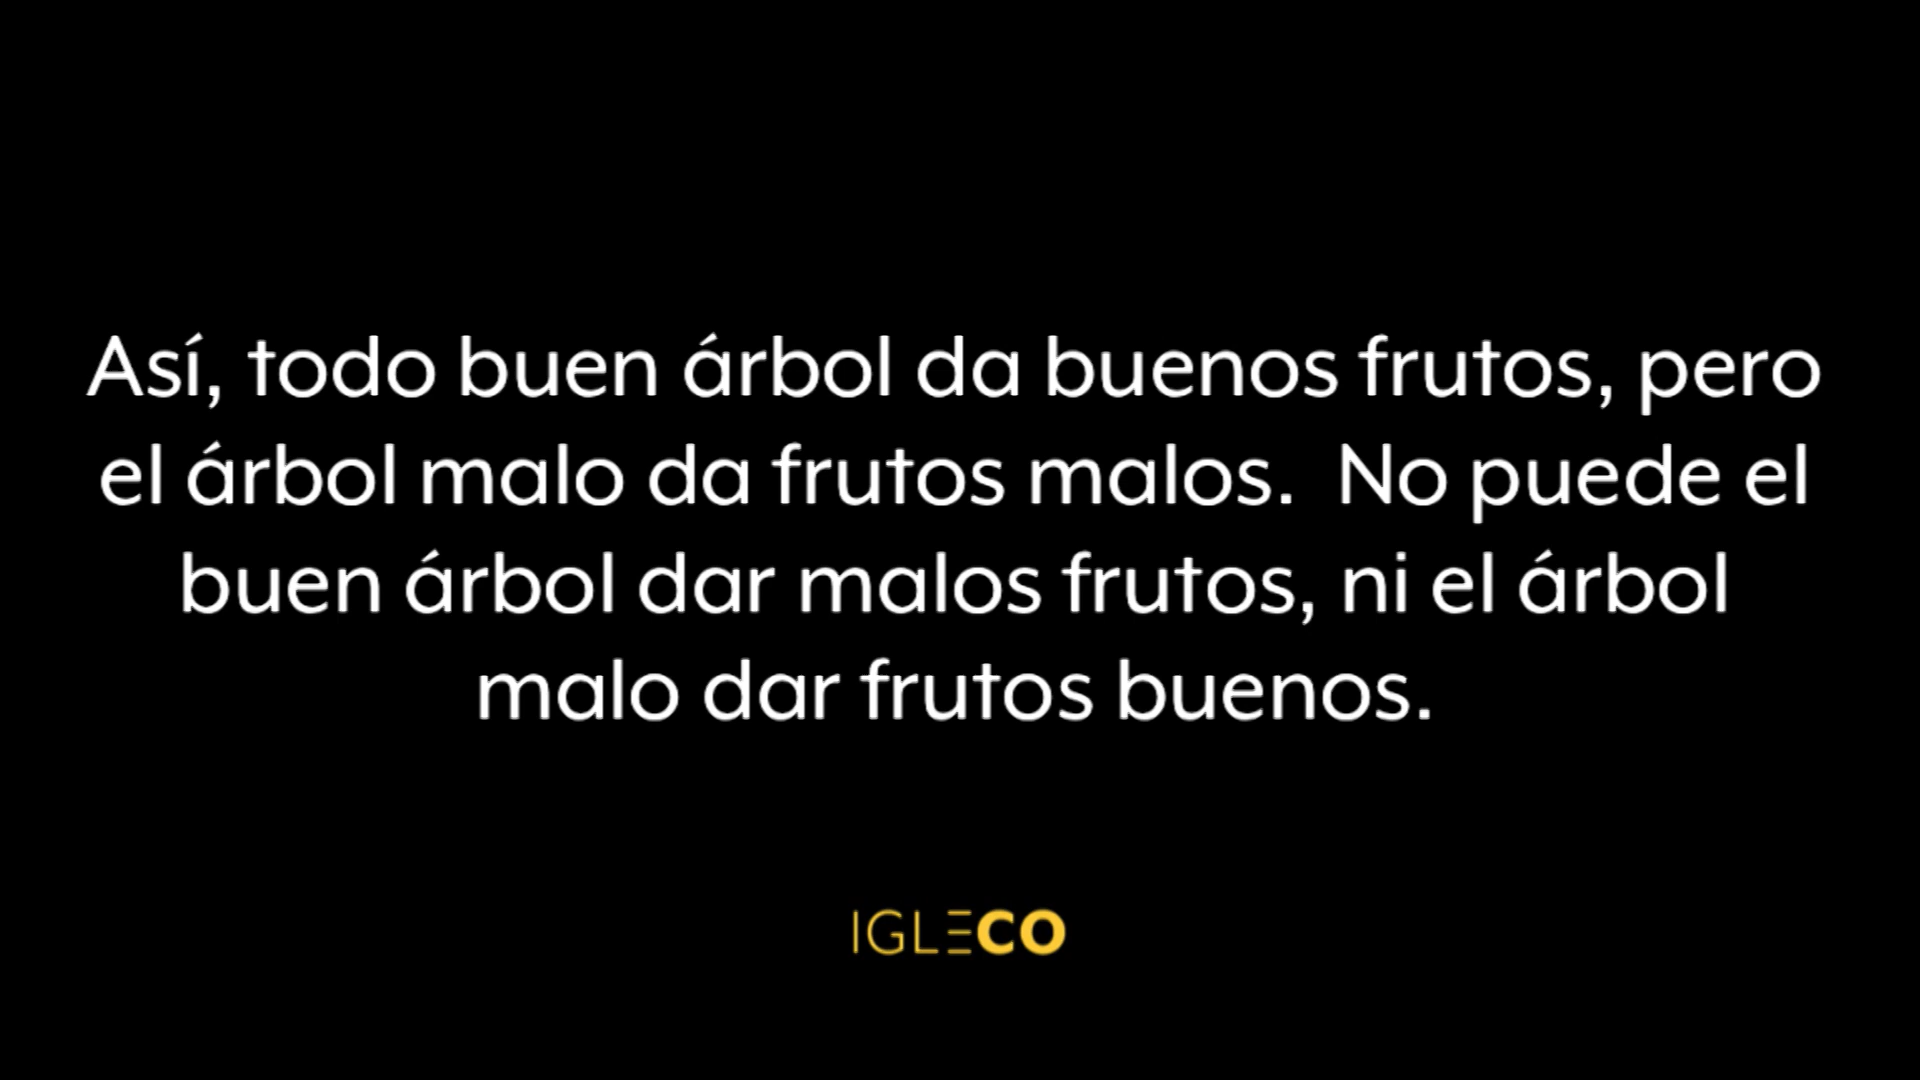 Así, todo buen árbol da buenos frutos, pero
el árbol malo da frutos malos.  No puede el
buen árbol dar malos frutos, ni el árbol
malo dar frutos buenos.
IGLECO